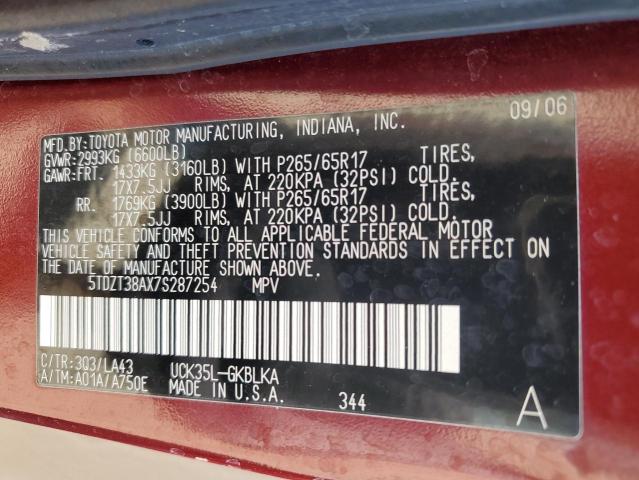 09/06
MFD.BY:TOYOTA MOTOR MANUFACTURING, INDIANA, INC.
GVWR:2993KG (6600LB)
GAWR:FRT. 1433KG (3160LB) WITH P265/65R17 TIRES,
17X7.5JJ RIMS, AT 220KPA (32PSI) COLD.
RR. 1769KG (3900LB) WITH P265/65R17 TIRES,
17X7.5JJ RIMS, AT 220KPA (32PSI) COLD.
THIS VEHICLE CONFORMS TO ALL APPLICABLE FEDERAL MOTOR
VEHICLE SAFETY AND THEFT PREVENTION STANDARDS IN EFFECT ON
THE DATE OF MANUFACTURE SHOWN ABOVE.
5TDZT38AX7S287254 MPV
C/TR:3Q3/LA43 UCK35L-GKBLKA
A/TM:A01A/A750E MADE IN U.S.A. 344 A